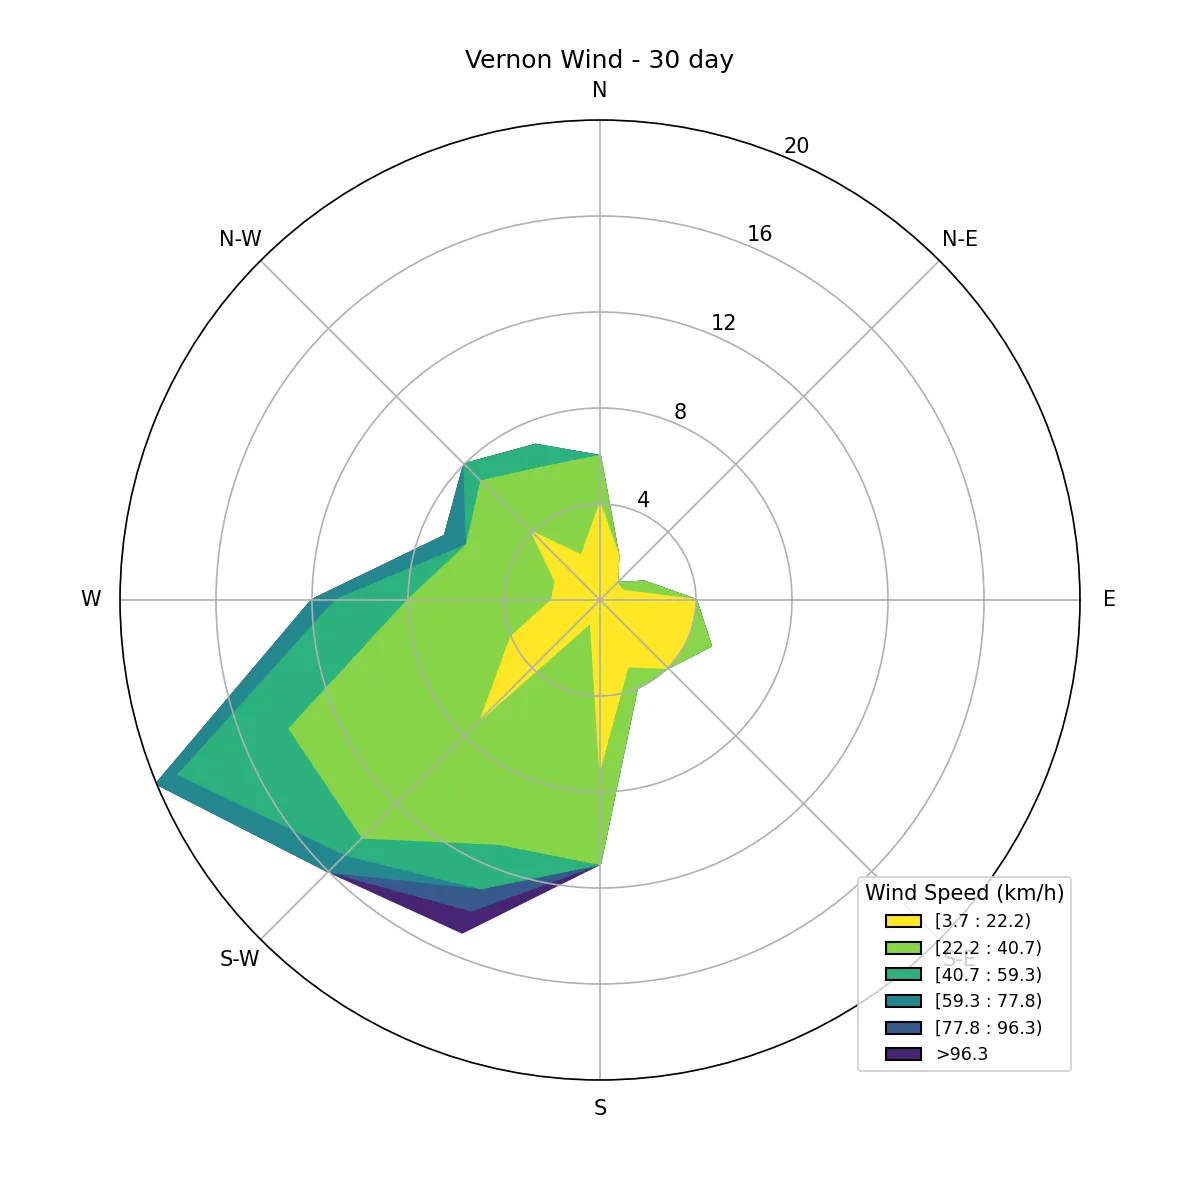 Vernon Wind - 30 day
N
20
N-W
N-E
16
12
8
4
W
E
S-W
S-E
Wind Speed (km/h)
[3.7 : 22.2)
[22.2 : 40.7)
[40.7 : 59.3)
[59.3 : 77.8)
[77.8 : 96.3)
>96.3
S